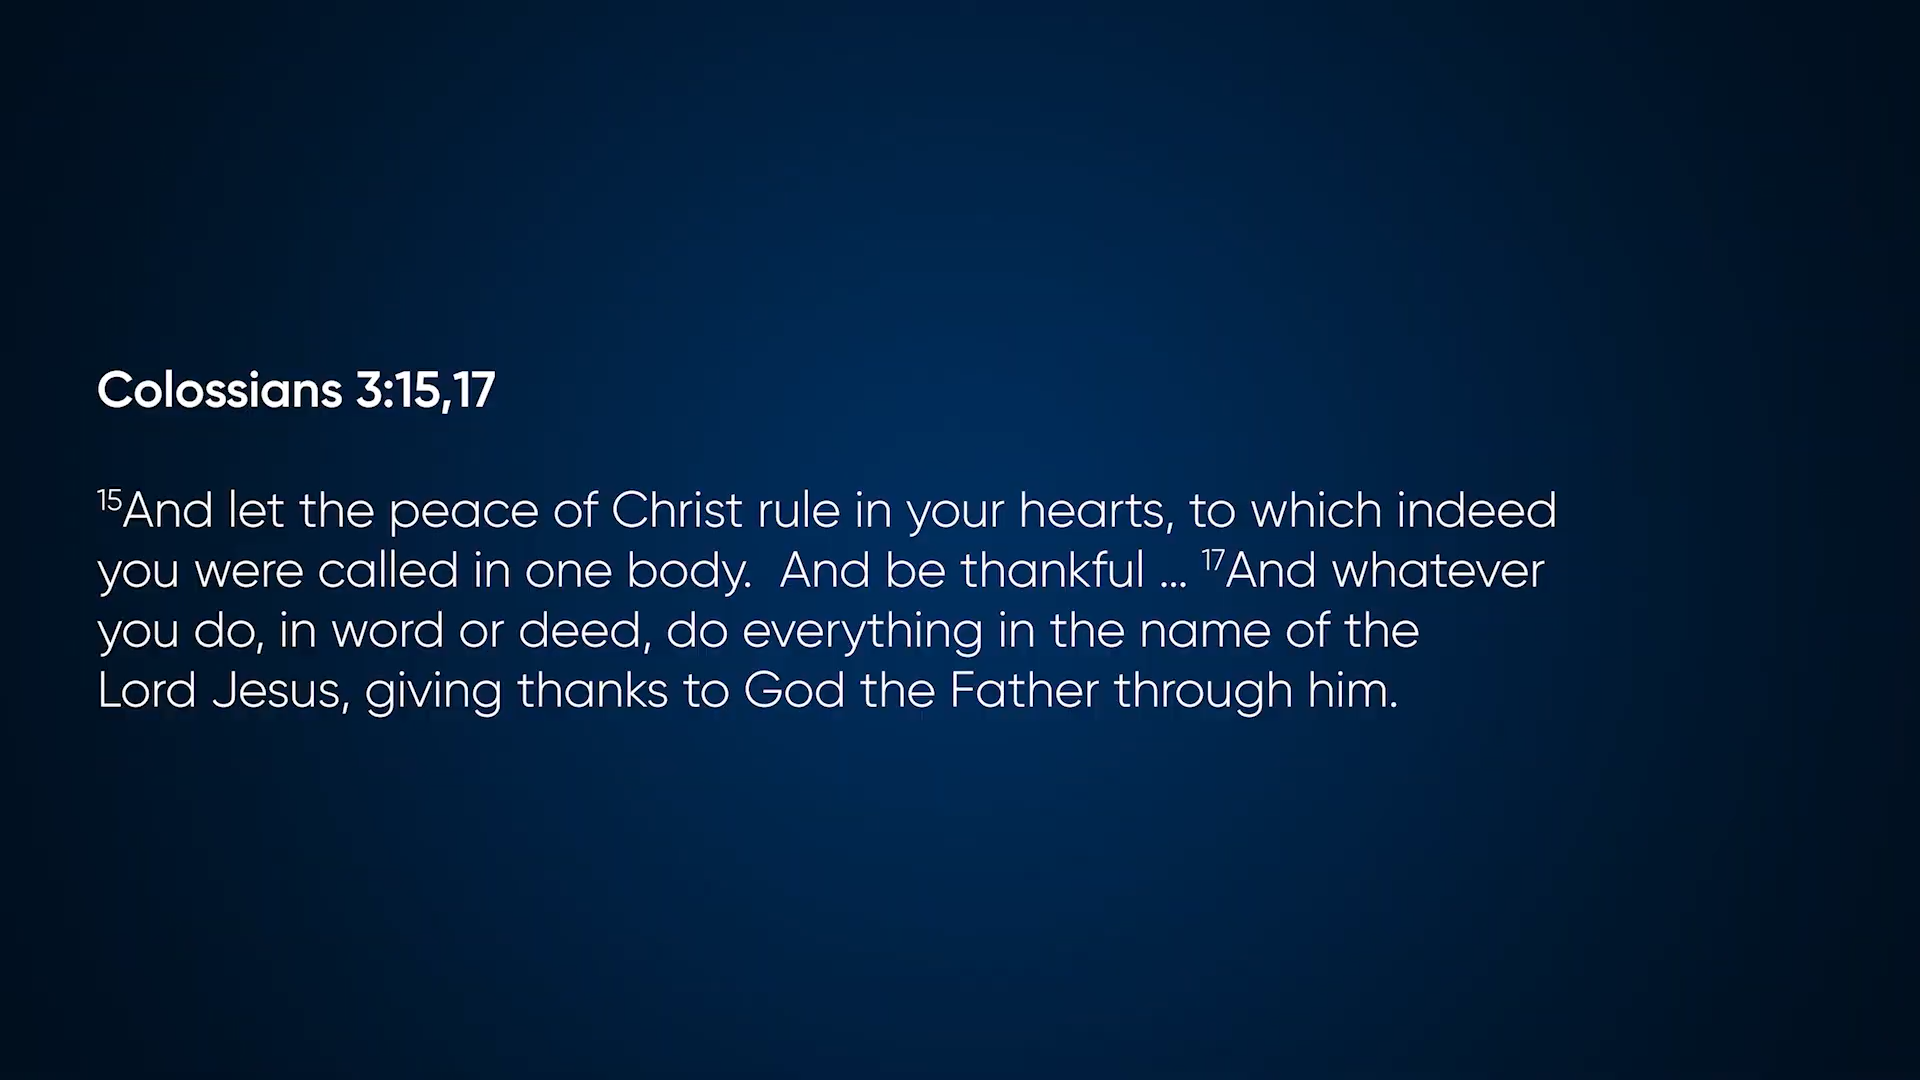 Colossians 3:15,17
¹⁵And let the peace of Christ rule in your hearts, to which indeed
you were called in one body.  And be thankful ... ¹⁷And whatever
you do, in word or deed, do everything in the name of the
Lord Jesus, giving thanks to God the Father through him.